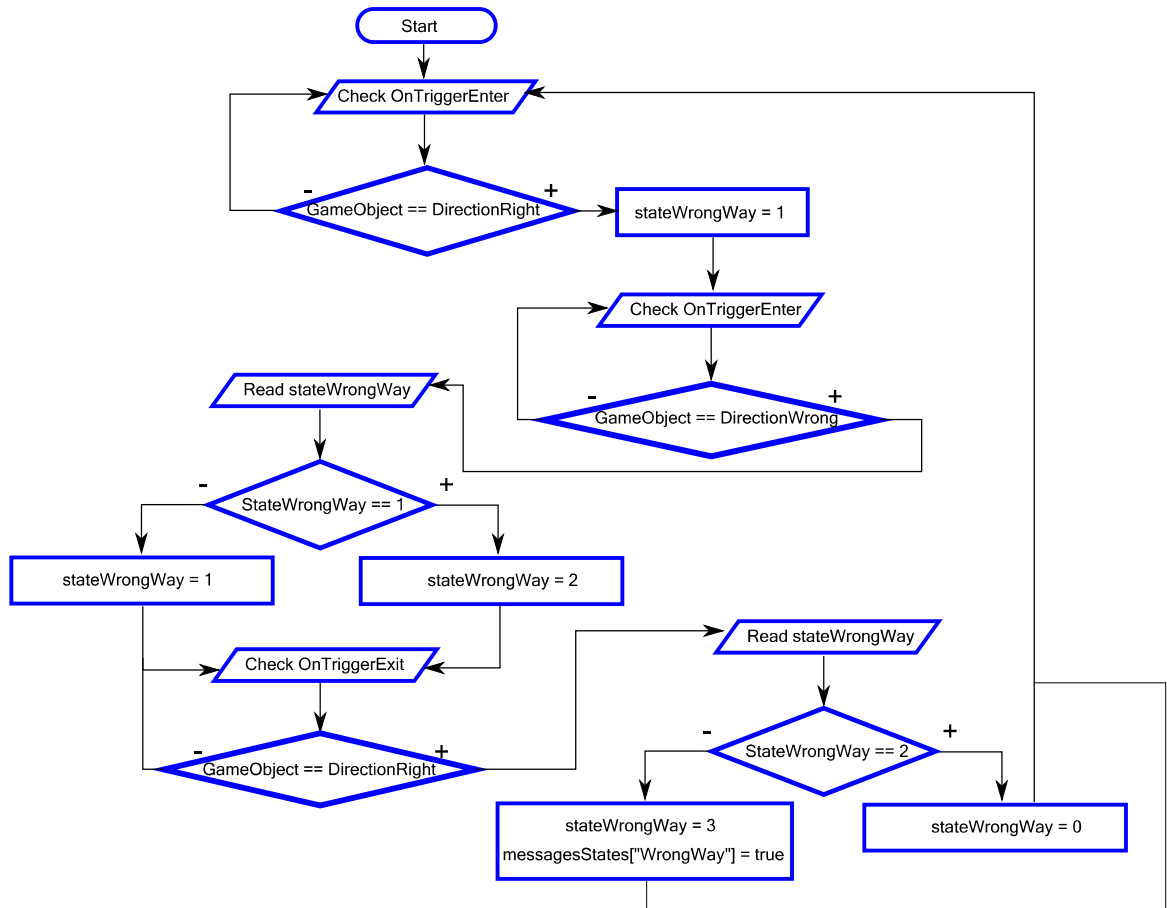 Start
Check OnTriggerEnter
-
+
GameObject == DirectionRight
stateWrongWay = 1
Check OnTriggerEnter
-
+
GameObject == DirectionWrong
Read stateWrongWay
-
+
StateWrongWay == 1
stateWrongWay = 1
stateWrongWay = 2
Check OnTriggerExit
-
+
GameObject == DirectionRight
Read stateWrongWay
-
+
StateWrongWay == 2
stateWrongWay = 3
messagesStates["WrongWay"] = true
stateWrongWay = 0